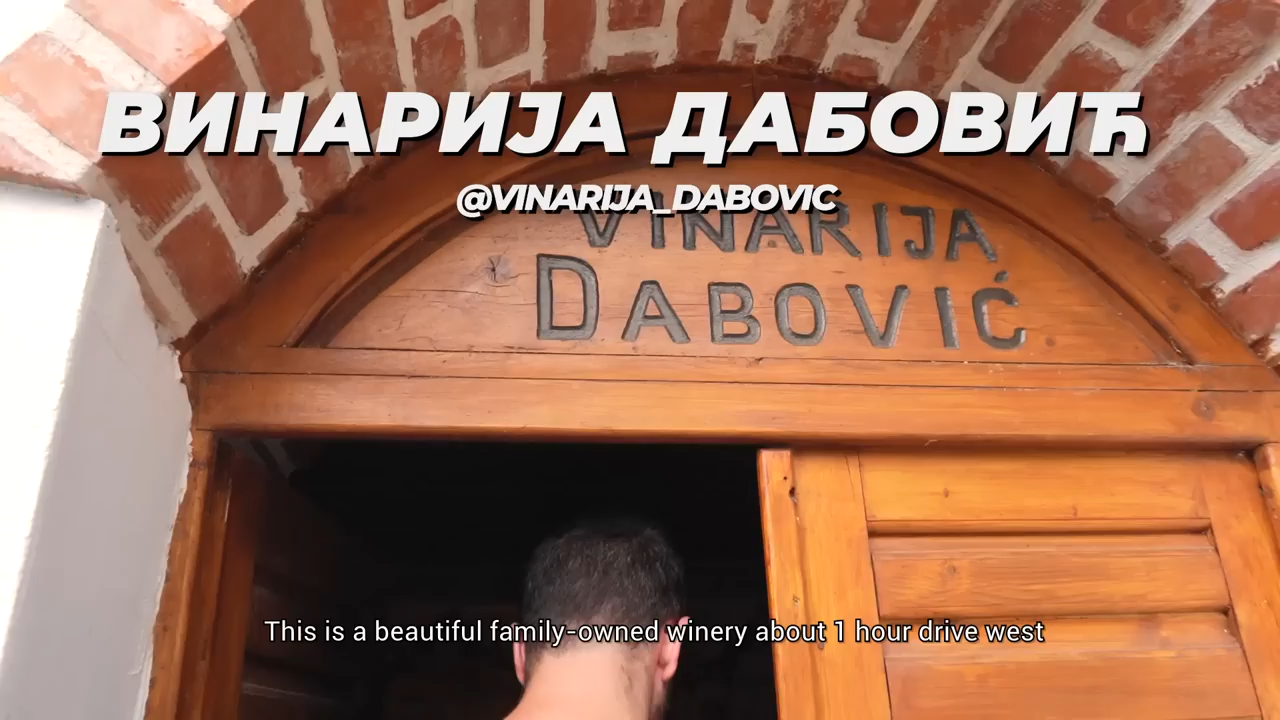 ВИНАРИЈА ДАБОВИЋ
@VINARIJA_DABOVIC
VINARIJA
DABOVIĆ
This is a beautiful family-owned winery about 1 hour drive west